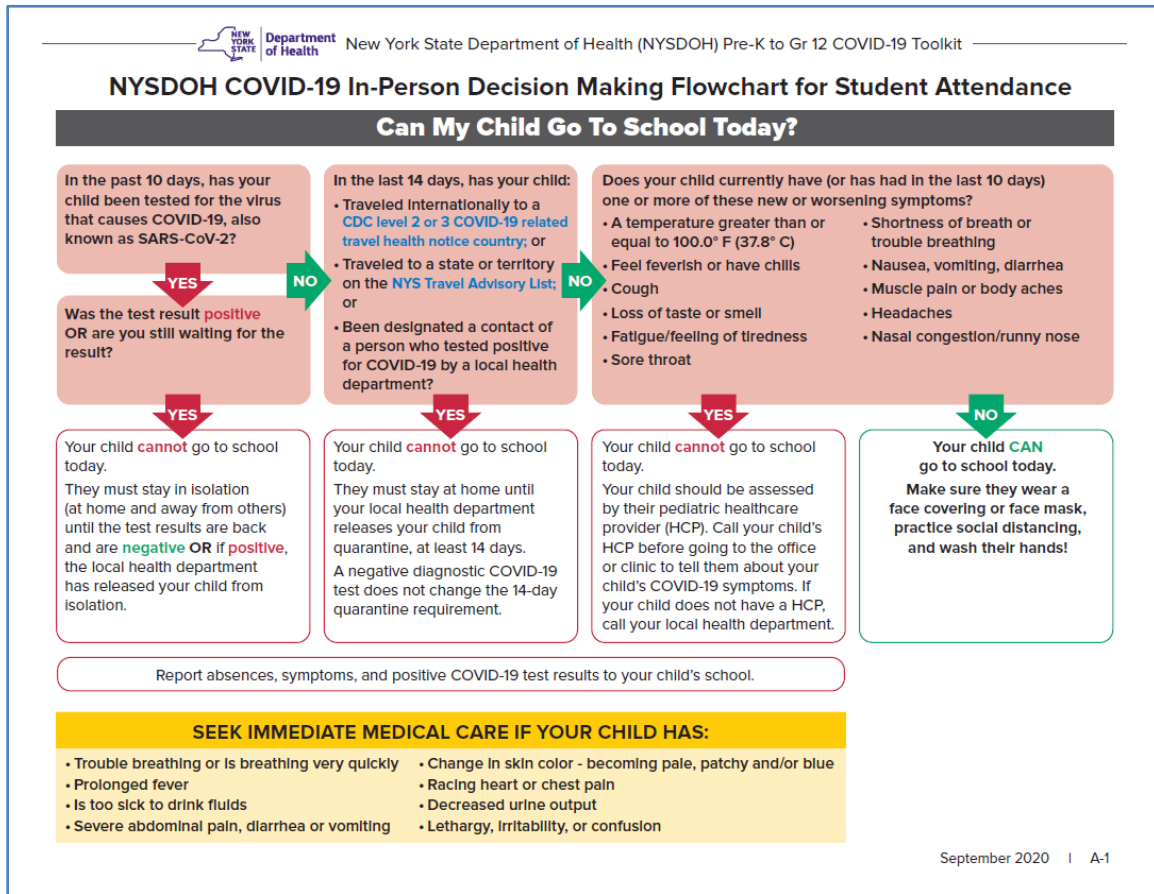 NEW
YORK
STATE
Department
of Health
New York State Department of Health (NYSDOH) Pre-K to Gr 12 COVID-19 Toolkit
NYSDOH COVID-19 In-Person Decision Making Flowchart for Student Attendance
Can My Child Go To School Today?
In the past 10 days, has your
child been tested for the virus
that causes COVID-19, also
known as SARS-CoV-2?
YES
NO
Was the test result positive
OR are you still waiting for the
result?
YES
Your child cannot go to school
today.
They must stay in isolation
(at home and away from others)
until the test results are back
and are negative OR if positive,
the local health department
has released your child from
isolation.
In the last 14 days, has your child:
• Traveled internationally to a
CDC level 2 or 3 COVID-19 related
travel health notice country; or
• Traveled to a state or territory
on the NYS Travel Advisory List;
or
• Been designated a contact of
a person who tested positive
for COVID-19 by a local health
department?
NO
YES
Your child cannot go to school
today.
They must stay at home until
your local health department
releases your child from
quarantine, at least 14 days.
A negative diagnostic COVID-19
test does not change the 14-day
quarantine requirement.
Does your child currently have (or has had in the last 10 days)
one or more of these new or worsening symptoms?
• A temperature greater than or
equal to 100.0° F (37.8° C)
• Feel feverish or have chills
• Cough
• Loss of taste or smell
• Fatigue/feeling of tiredness
• Sore throat
• Shortness of breath or
trouble breathing
• Nausea, vomiting, diarrhea
• Muscle pain or body aches
• Headaches
• Nasal congestion/runny nose
YES
Your child cannot go to school
today.
Your child should be assessed
by their pediatric healthcare
provider (HCP). Call your child's
HCP before going to the office
or clinic to tell them about your
child's COVID-19 symptoms. If
your child does not have a HCP,
call your local health department.
NO
Your child CAN
go to school today.
Make sure they wear a
face covering or face mask,
practice social distancing,
and wash their hands!
Report absences, symptoms, and positive COVID-19 test results to your child's school.
SEEK IMMEDIATE MEDICAL CARE IF YOUR CHILD HAS:
• Trouble breathing or is breathing very quickly
• Prolonged fever
• Is too sick to drink fluids
• Severe abdominal pain, diarrhea or vomiting
• Change in skin color - becoming pale, patchy and/or blue
• Racing heart or chest pain
• Decreased urine output
• Lethargy, irritability, or confusion
September 2020 | A-1